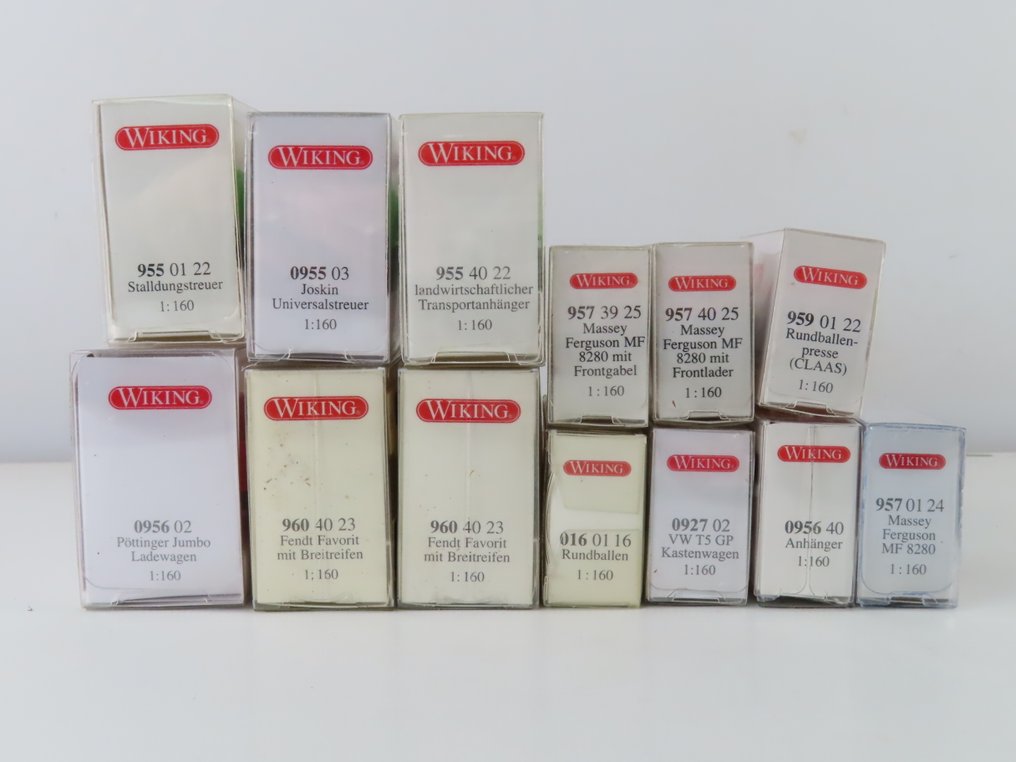 WIKING
955 01 22
Stalldungstreuer
1:160
WIKING
0955 03
Joskin
Universalstreuer
1:160
WIKING
955 40 22
landwirtschaftlicher
Transportanhänger
1:160
WIKING
957 39 25
Massey
Ferguson MF
8280 mit
Frontgabel
1:160
WIKING
957 40 25
Massey
Ferguson MF
8280 mit
Frontlader
1:160
WIKING
959 01 22
Rundballen-
presse
(CLAAS)
1:160
WIKING
0956 02
Pöttinger Jumbo
Ladewagen
1:160
WIKING
960 40 23
Fendt Favorit
mit Breitreifen
1:160
WIKING
960 40 23
Fendt Favorit
mit Breitreifen
1:160
WIKING
016 01 16
Rundballen
1:160
WIKING
0927 02
VW T5 GP
Kastenwagen
1:160
WIKING
0956 40
Anhänger
1:160
WIKING
957 01 24
Massey
Ferguson
MF 8280
1:160